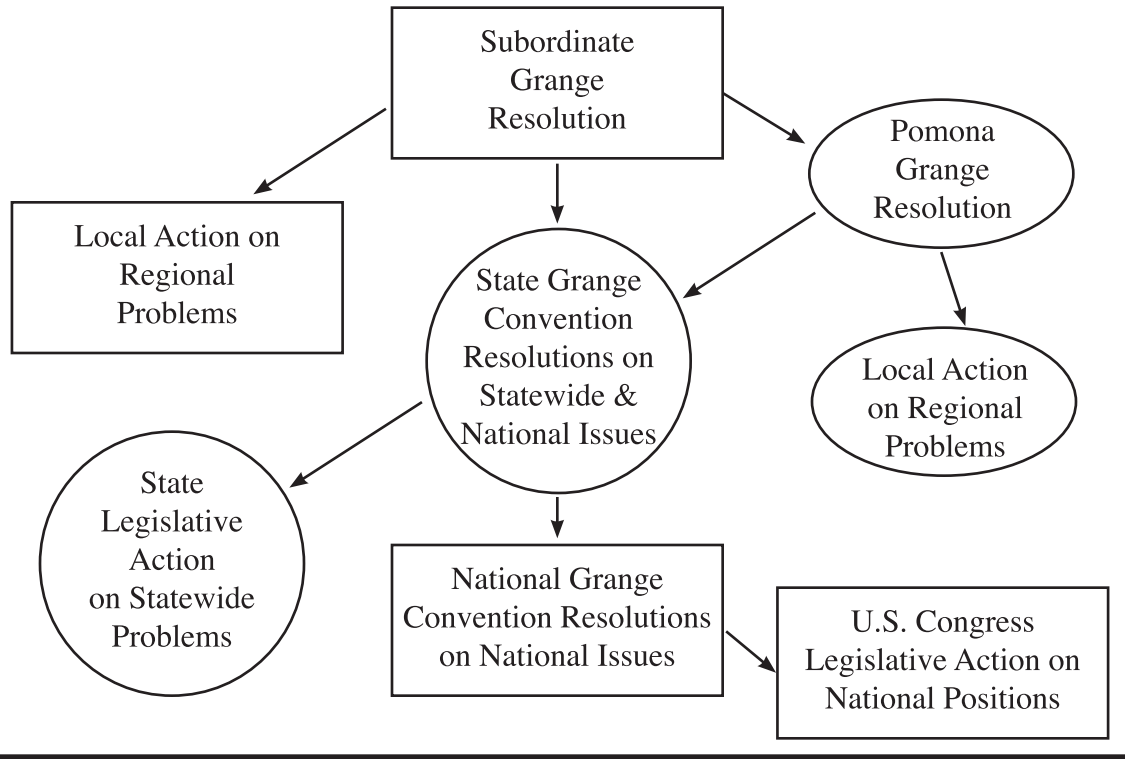 Subordinate
Grange
Resolution
Pomona
Grange
Resolution
Local Action on
Regional
Problems
State Grange
Convention
Resolutions on
Statewide &
National Issues
Local Action
on Regional
Problems
State
Legislative
Action
on Statewide
Problems
National Grange
Convention Resolutions
on National Issues
U.S. Congress
Legislative Action on
National Positions